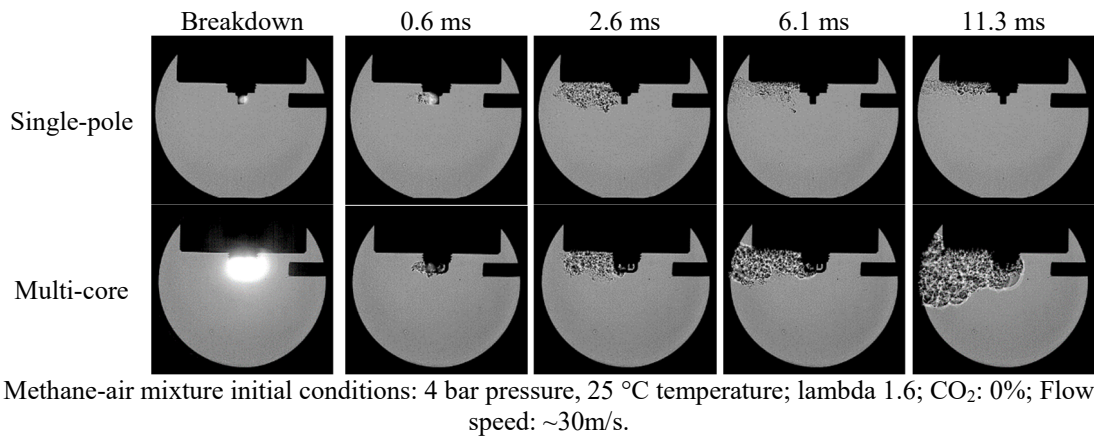 Breakdown 0.6 ms 2.6 ms 6.1 ms 11.3 ms
Single-pole
Multi-core
Methane-air mixture initial conditions: 4 bar pressure, 25 °C temperature; lambda 1.6; CO₂: 0%; Flow
speed: ~30m/s.